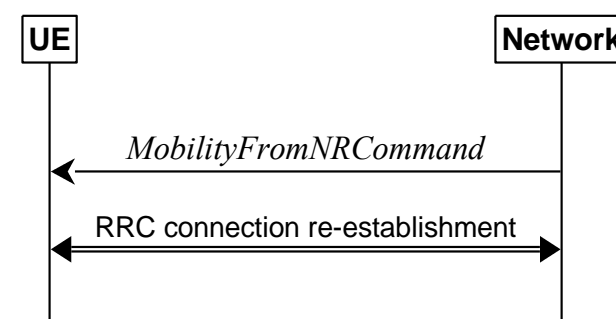 UE
Network
MobilityFromNRCommand
RRC connection re-establishment